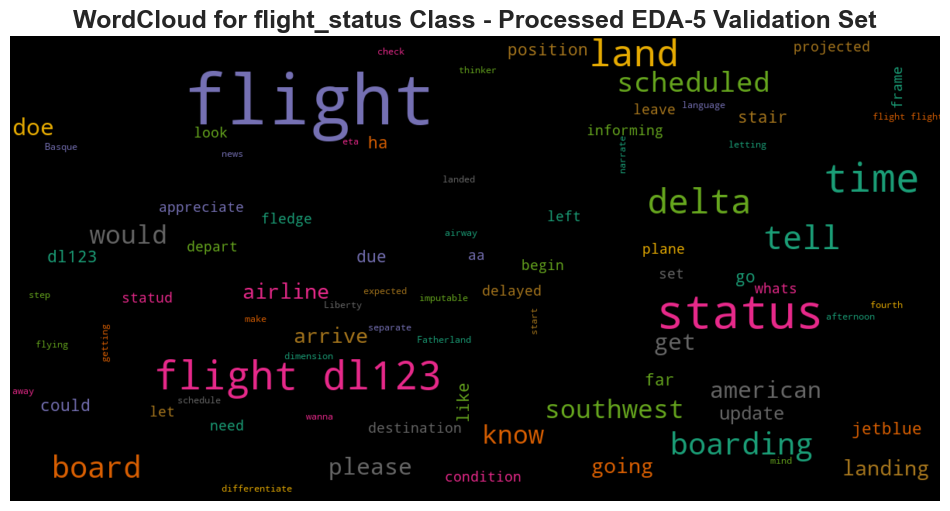 WordCloud for flight_status Class - Processed EDA-5 Validation Set
check
position
land
projected
thinker
scheduled
frame
flight
leave
language
stair
flight flight
doe
look
informing
eta
ha
narrate
letting
Basque
news
time
landed
delta
appreciate
fledge
left
would
tell
airway
depart
plane
dl123
due
aa
begin
set
go
whats
step
statud
airline
expected
imputable
delayed
Liberty
status
fourth
afternoon
make
separate
start
getting
arrive
Fatherland
get
flying
dimension
flight dl123
far
away
schedule
like
american
could
let
wanna
southwest
update
need
destination
know
jetblue
boarding
board
please
condition
going
mind
landing
differentiate